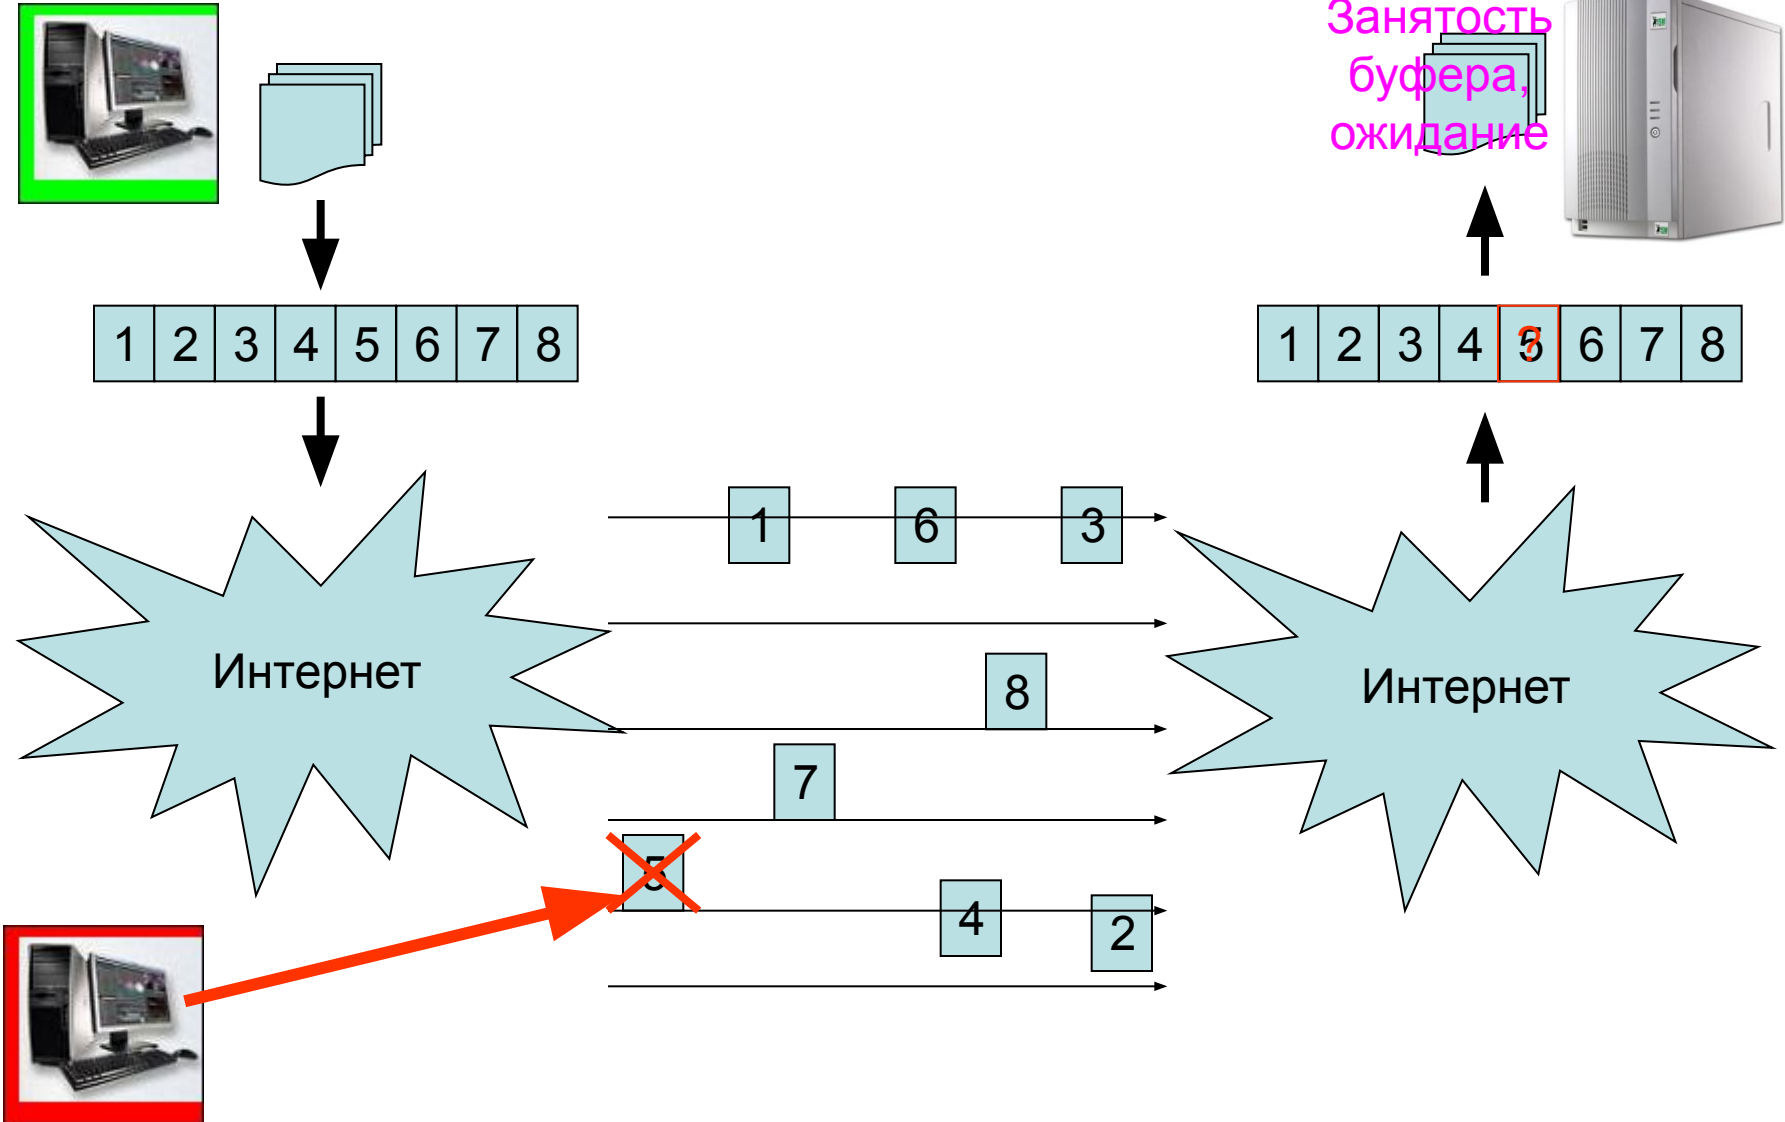 Занятость
буфера,
ожидание
1 2 3 4 5 6 7 8
1 2 3 4 5 ? 6 7 8
1 6 3
Интернет
8
Интернет
7
5
4 2